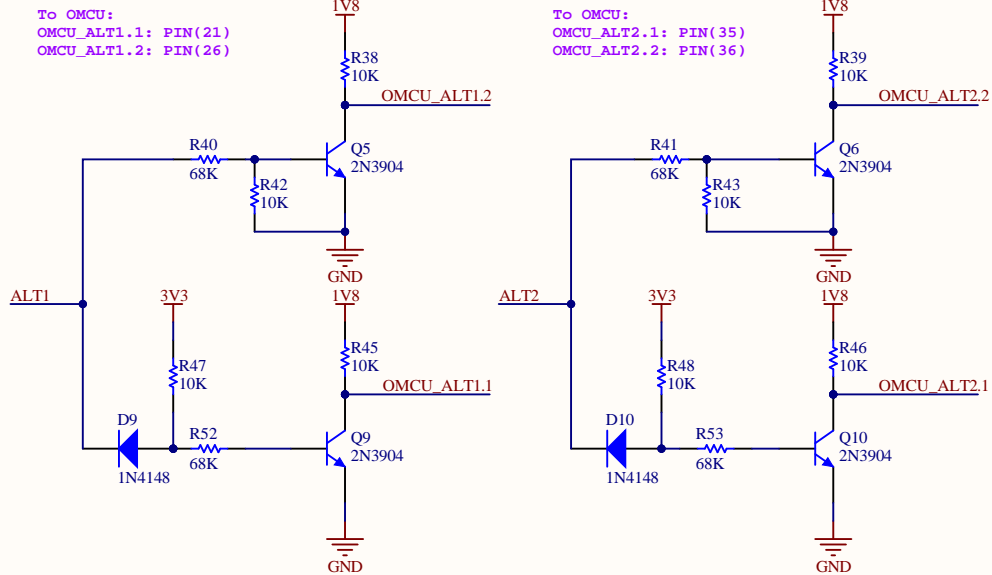 To OMCU:
OMCU_ALT1.1: PIN(21)
OMCU_ALT1.2: PIN(26)
1V8
R38
10K
OMCU_ALT1.2
R40
68K
Q5
2N3904
R42
10K
GND
ALT1
3V3
1V8
R47
10K
R45
10K
OMCU_ALT1.1
D9
1N4148
R52
68K
Q9
2N3904
GND
To OMCU:
OMCU_ALT2.1: PIN(35)
OMCU_ALT2.2: PIN(36)
1V8
R39
10K
OMCU_ALT2.2
R41
68K
Q6
2N3904
R43
10K
GND
ALT2
3V3
1V8
R48
10K
R46
10K
OMCU_ALT2.1
D10
1N4148
R53
68K
Q10
2N3904
GND